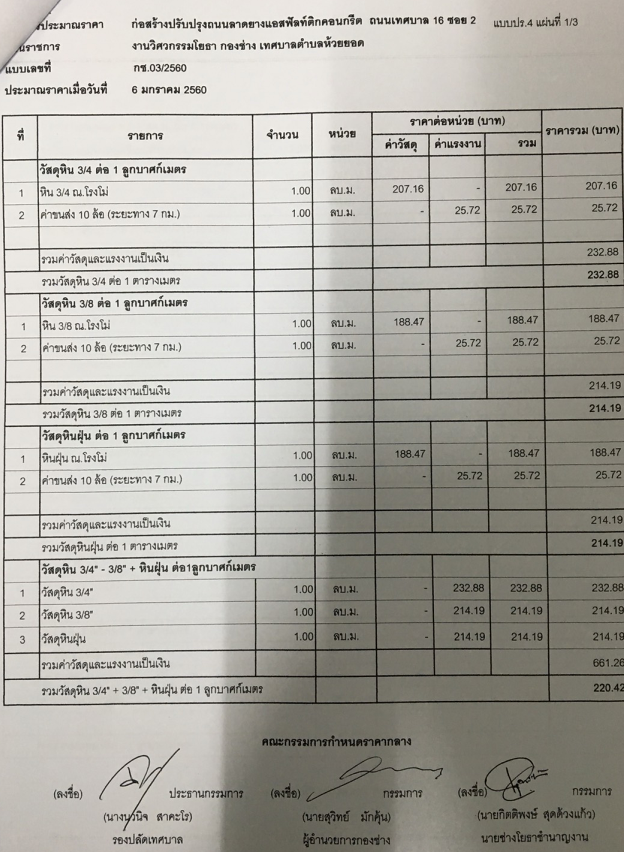 ประมาณราคา ก่อสร้างปรับปรุงถนนลาดยางแอสฟัลท์ติกคอนกรีต ถนนเทศบาล 16 ซอย 2 แบบปร.4 แผ่นที่ 1/3
ราชการ งานวิศวกรรมโยธา กองช่าง เทศบาลตำบลห้วยยอด
แบบเลขที่ กช.03/2560
ประมาณราคาเมื่อวันที่ 6 มกราคม 2560
ที่ รายการ จำนวน หน่วย ราคาต่อหน่วย (บาท) ราคารวม (บาท)
ค่าวัสดุ ค่าแรงงาน รวม
วัสดุหิน 3/4 ต่อ 1 ลูกบาศก์เมตร
1 หิน 3/4 ณ.โรงโม่ 1.00 ลบ.ม. 207.16 - 207.16 207.16
2 ค่าขนส่ง 10 ล้อ (ระยะทาง 7 กม.) 1.00 ลบ.ม. - 25.72 25.72 25.72
รวมค่าวัสดุและแรงงานเป็นเงิน 232.88
รวมวัสดุหิน 3/4 ต่อ 1 ตารางเมตร 232.88
วัสดุหิน 3/8 ต่อ 1 ลูกบาศก์เมตร
1 หิน 3/8 ณ.โรงโม่ 1.00 ลบ.ม. 188.47 - 188.47 188.47
2 ค่าขนส่ง 10 ล้อ (ระยะทาง 7 กม.) 1.00 ลบ.ม. - 25.72 25.72 25.72
รวมค่าวัสดุและแรงงานเป็นเงิน 214.19
รวมวัสดุหิน 3/8 ต่อ 1 ตารางเมตร 214.19
วัสดุหินฝุ่น ต่อ 1 ลูกบาศก์เมตร
1 หินฝุ่น ณ.โรงโม่ 1.00 ลบ.ม. 188.47 - 188.47 188.47
2 ค่าขนส่ง 10 ล้อ (ระยะทาง 7 กม.) 1.00 ลบ.ม. - 25.72 25.72 25.72
รวมค่าวัสดุและแรงงานเป็นเงิน 214.19
รวมวัสดุหินฝุ่น ต่อ 1 ตารางเมตร 214.19
วัสดุหิน 3/4" - 3/8" + หินฝุ่น ต่อ1ลูกบาศก์เมตร
1 วัสดุหิน 3/4" 1.00 ลบ.ม. - 232.88 232.88 232.88
2 วัสดุหิน 3/8" 1.00 ลบ.ม. - 214.19 214.19 214.19
3 วัสดุหินฝุ่น 1.00 ลบ.ม. - 214.19 214.19 214.19
รวมค่าวัสดุและแรงงานเป็นเงิน 661.26
รวมวัสดุหิน 3/4" + 3/8" + หินฝุ่น ต่อ 1 ลูกบาศก์เมตร 220.42
คณะกรรมการกำหนดราคากลาง
(ลงชื่อ) ประธานกรรมการ (ลงชื่อ) กรรมการ (ลงชื่อ) กรรมการ
(นางนุวนิจ สาคะโร) (นายสุวิทย์ มักคุ้น) (นายกิตติพงษ์ สุดด้วงแก้ว)
รองปลัดเทศบาล ผู้อำนวยการกองช่าง นายช่างโยธาชำนาญงาน